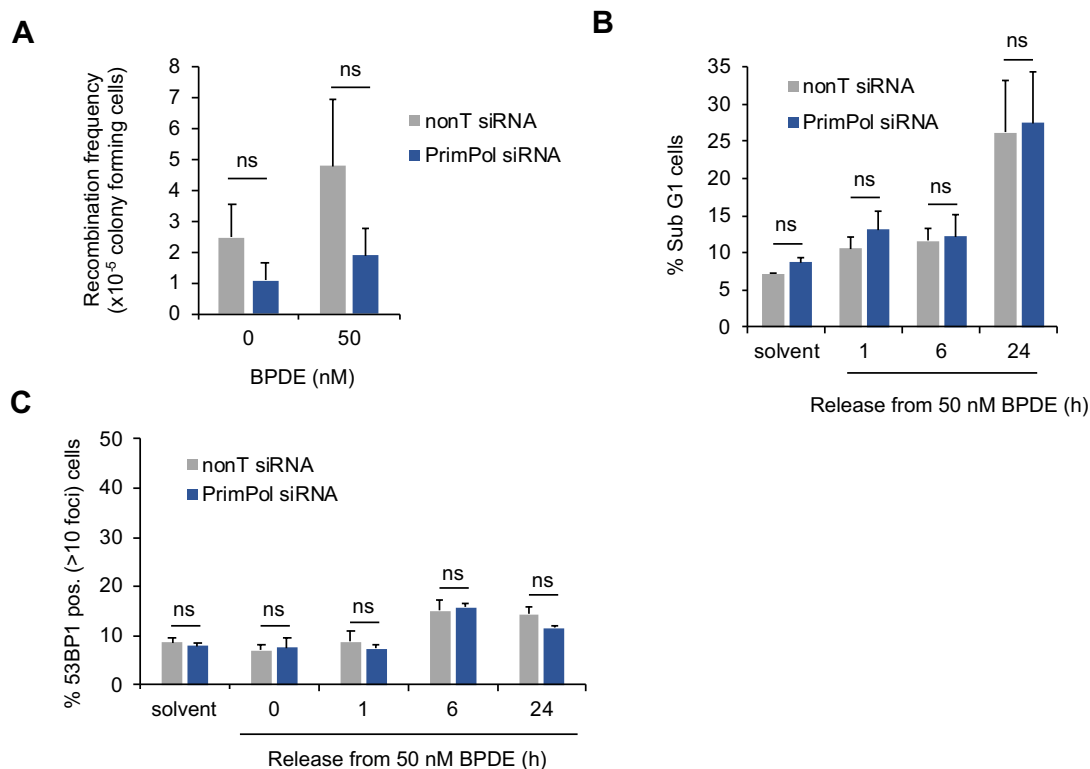 A
Recombination frequency
(x10⁻⁵ colony forming cells)
8
7
6
5
4
3
2
1
0
ns
ns
nonT siRNA
PrimPol siRNA
0 50
BPDE (nM)
B
% Sub G1 cells
35
30
25
20
15
10
5
0
ns
ns
ns
ns
nonT siRNA
PrimPol siRNA
solvent 1 6 24
Release from 50 nM BPDE (h)
C
% 53BP1 pos. (>10 foci) cells
50
40
30
20
10
0
nonT siRNA
PrimPol siRNA
ns
ns
ns
ns
ns
solvent 0 1 6 24
Release from 50 nM BPDE (h)